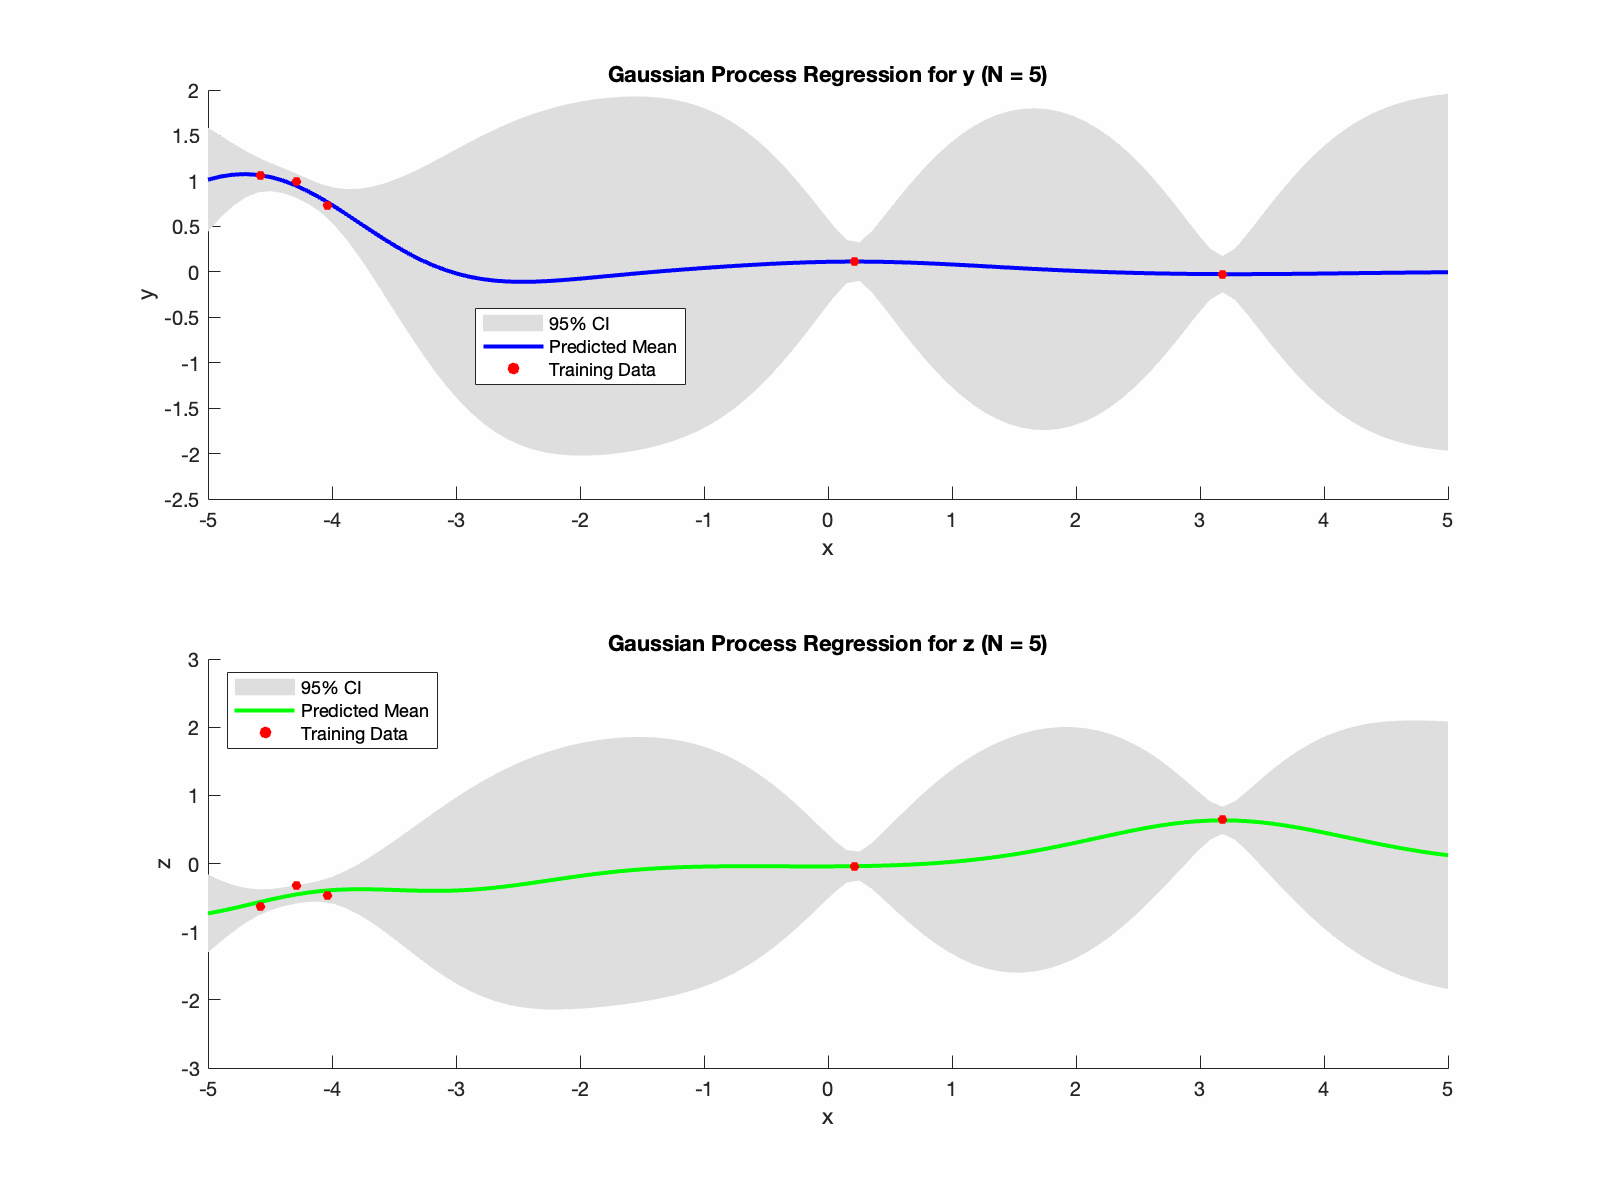 Gaussian Process Regression for y (N = 5)
2
1.5
1
0.5
0
-0.5
-1
-1.5
-2
-2.5
y
95% CI
Predicted Mean
Training Data
-5 -4 -3 -2 -1 0 1 2 3 4 5
x
Gaussian Process Regression for z (N = 5)
3
2
1
0
-1
-2
-3
z
95% CI
Predicted Mean
Training Data
-5 -4 -3 -2 -1 0 1 2 3 4 5
x